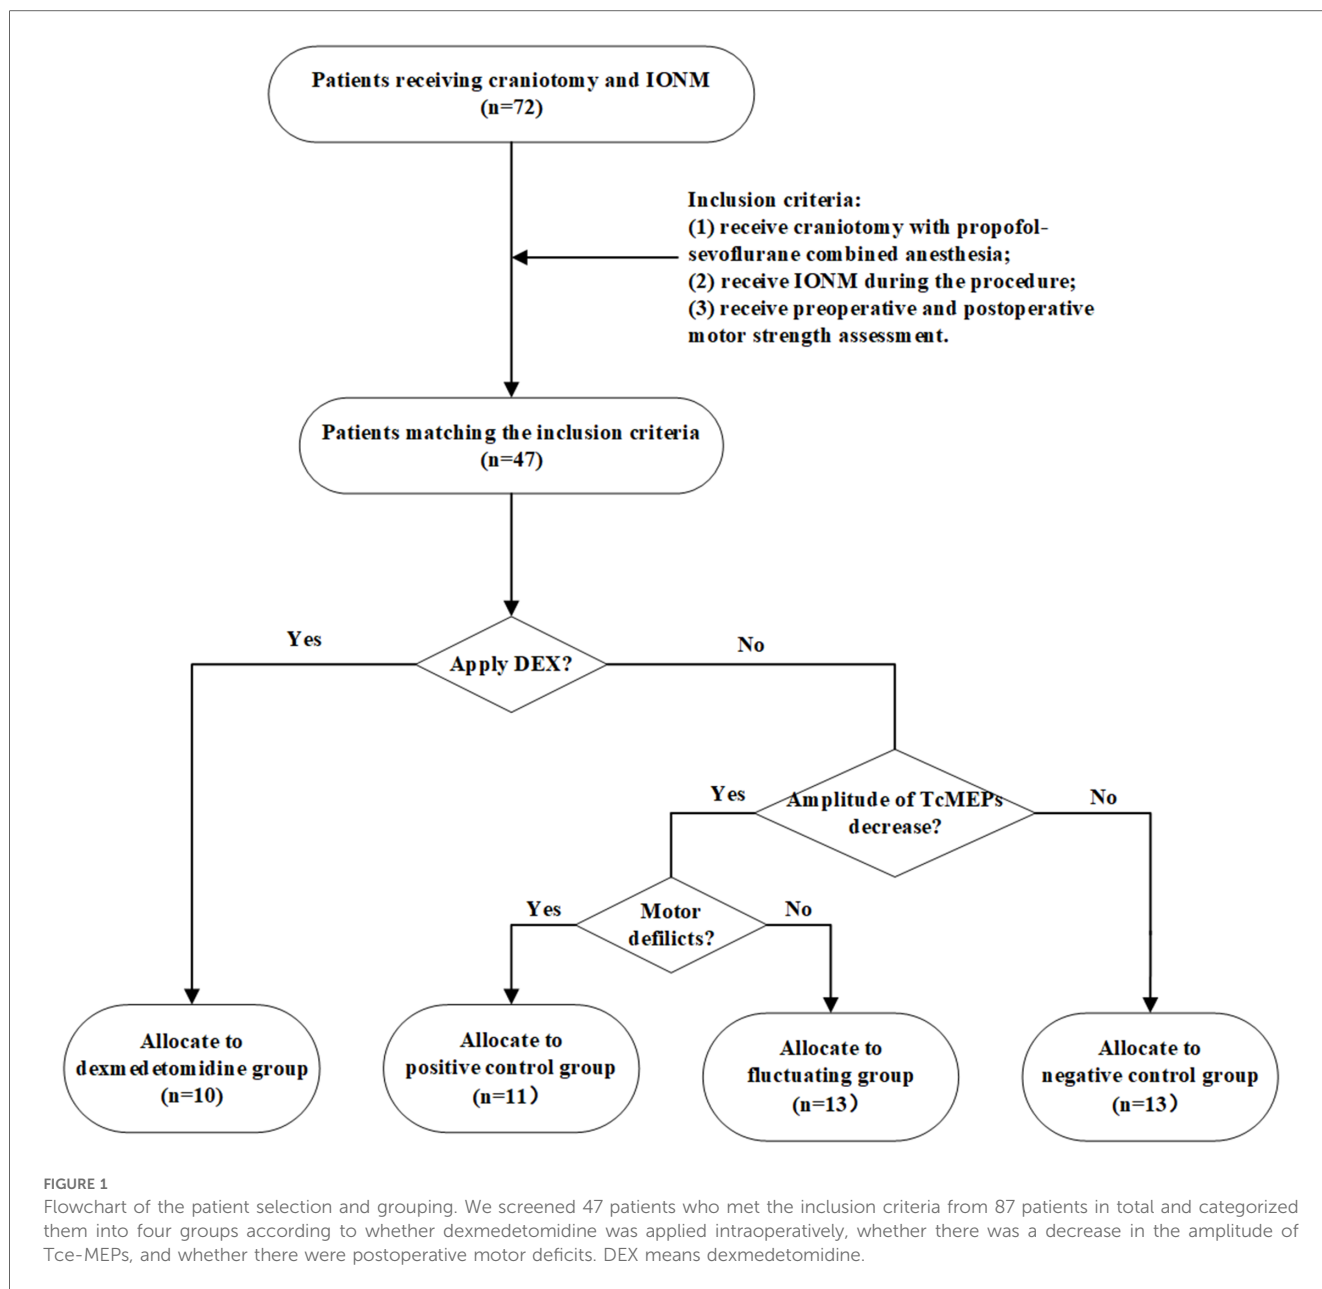 Patients receiving craniotomy and IONM
(n=72)
Inclusion criteria:
(1) receive craniotomy with propofol-
sevoflurane combined anesthesia;
(2) receive IONM during the procedure;
(3) receive preoperative and postoperative
motor strength assessment.
Patients matching the inclusion criteria
(n=47)
Yes
Apply DEX?
No
Yes
Amplitude of TcMEPs
decrease?
No
Yes
Motor
defilicts?
No
Allocate to
dexmedetomidine group
(n=10)
Allocate to
positive control group
(n=11）
Allocate to
fluctuating group
(n=13）
Allocate to
negative control group
(n=13）
FIGURE 1
Flowchart of the patient selection and grouping. We screened 47 patients who met the inclusion criteria from 87 patients in total and categorized
them into four groups according to whether dexmedetomidine was applied intraoperatively, whether there was a decrease in the amplitude of
Tce-MEPs, and whether there were postoperative motor deficits. DEX means dexmedetomidine.